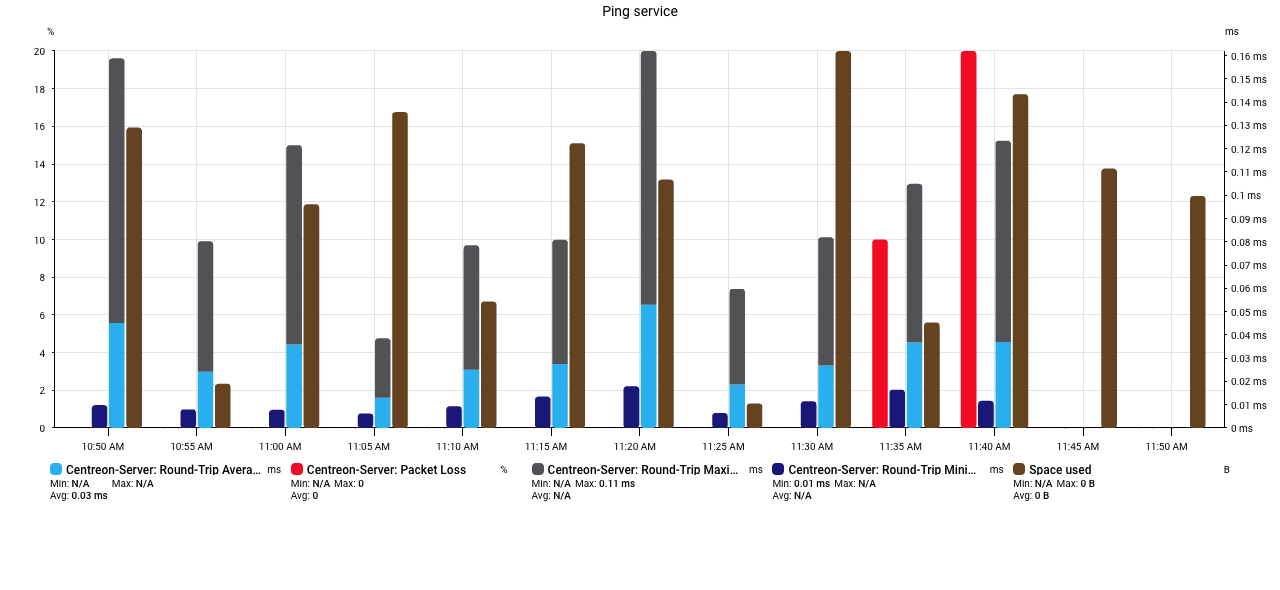 Ping service
% ms
20 0.16 ms
18 0.15 ms
16 0.14 ms
14 0.13 ms
12 0.12 ms
10 0.11 ms
8 0.1 ms
6 0.09 ms
4 0.08 ms
2 0.07 ms
0 0.06 ms
0.05 ms
0.04 ms
0.03 ms
0.02 ms
0.01 ms
0 ms
10:50 AM 10:55 AM 11:00 AM 11:05 AM 11:10 AM 11:15 AM 11:20 AM 11:25 AM 11:30 AM 11:35 AM 11:40 AM 11:45 AM 11:50 AM
Centreon-Server: Round-Trip Avera... ms Centreon-Server: Packet Loss % Centreon-Server: Round-Trip Maxi... ms Centreon-Server: Round-Trip Mini... ms Space used B
Min: N/A Max: N/A Min: N/A Max: 0 Min: N/A Max: 0.11 ms Min: 0.01 ms Max: N/A Min: N/A Max: 0 B
Avg: 0.03 ms Avg: 0 Avg: N/A Avg: N/A Avg: 0 B